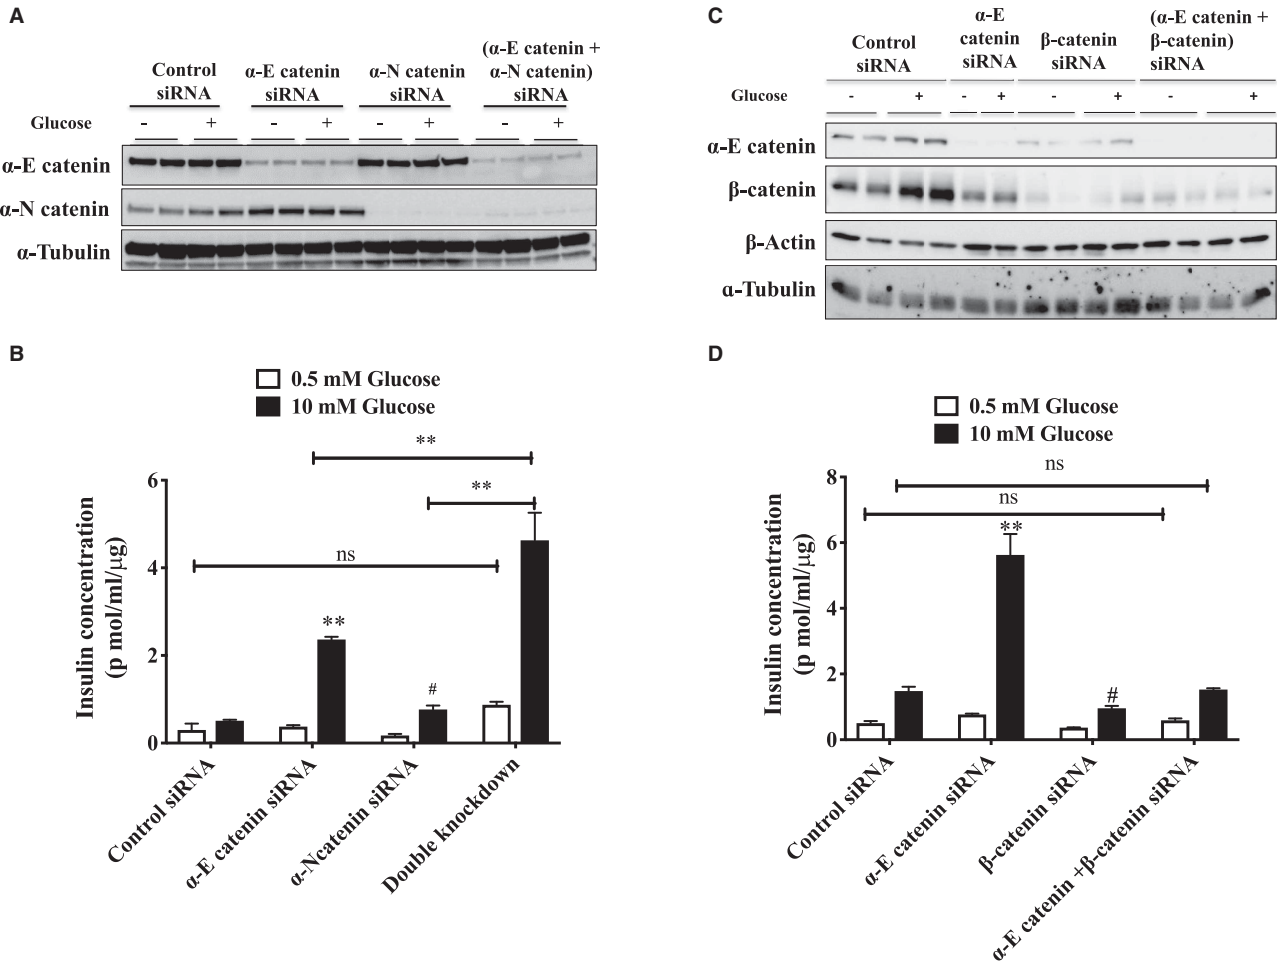 A
Control
siRNA
α-E catenin
siRNA
α-N catenin
siRNA
(α-E catenin +
α-N catenin)
siRNA
Glucose - + - + - + - +
α-E catenin
α-N catenin
α-Tubulin
B
0.5 mM Glucose
10 mM Glucose
**
**
ns
**
#
Insulin concentration
(p mol/ml/μg)
6
4
2
0
Control siRNA
α-E catenin siRNA
α-Ncatenin siRNA
Double knockdown
C
Control
siRNA
α-E
catenin
siRNA
β-catenin
siRNA
(α-E catenin +
β-catenin)
siRNA
Glucose - + - + - + - +
α-E catenin
β-catenin
β-Actin
α-Tubulin
D
0.5 mM Glucose
10 mM Glucose
ns
ns
**
#
Insulin concentration
(p mol/ml/μg)
8
6
4
2
0
Control siRNA
α-E catenin siRNA
β-catenin siRNA
α-E catenin +β-catenin siRNA